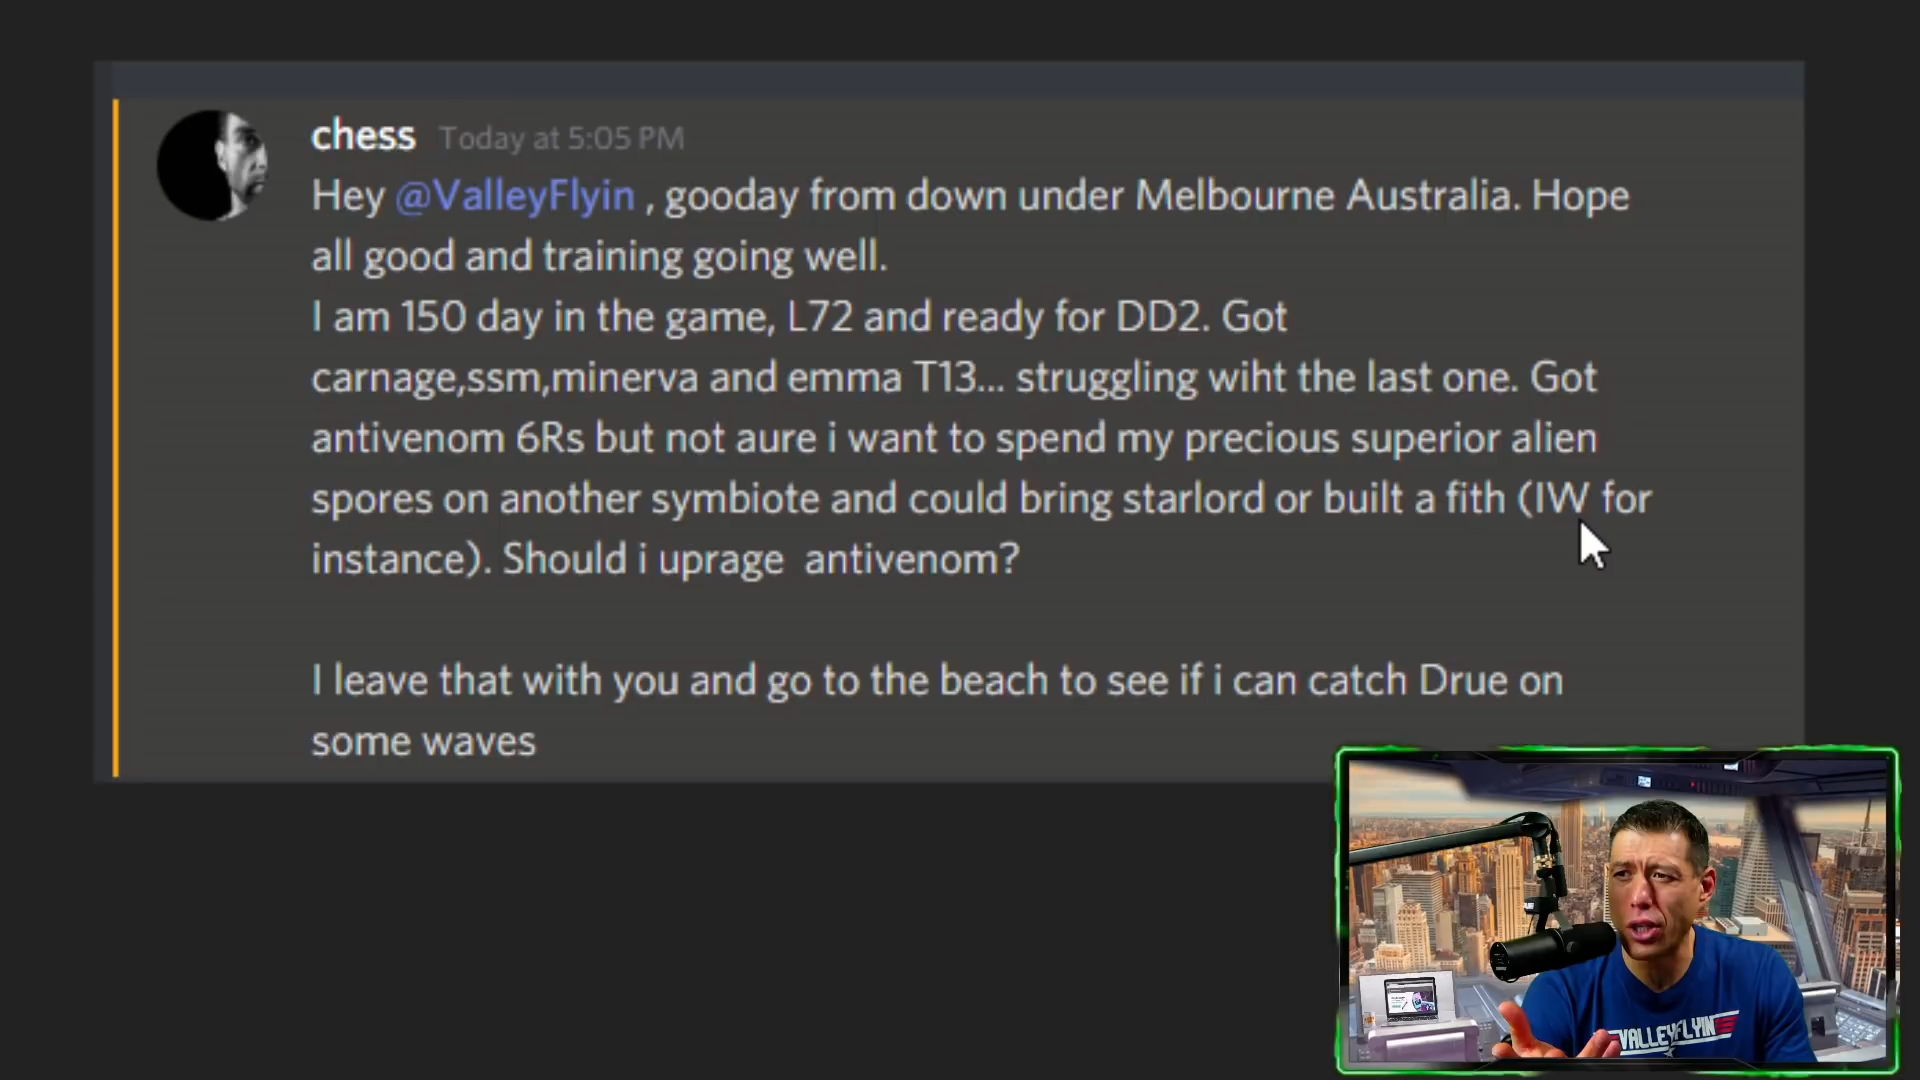 chess Today at 5:05 PM
Hey @ValleyFlyin , gooday from down under Melbourne Australia. Hope
all good and training going well.
I am 150 day in the game, L72 and ready for DD2. Got
carnage,ssm,minerva and emma T13... struggling wiht the last one. Got
antivenom 6Rs but not aure i want to spend my precious superior alien
spores on another symbiote and could bring starlord or built a fith (IW for
instance). Should i uprage antivenom?
I leave that with you and go to the beach to see if i can catch Drue on
some waves
VALLEYFLYIN